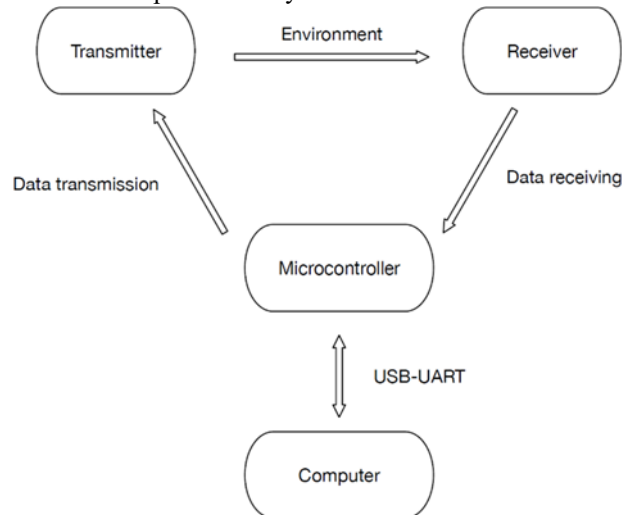 Environment
Transmitter
Receiver
Data transmission
Data receiving
Microcontroller
USB-UART
Computer